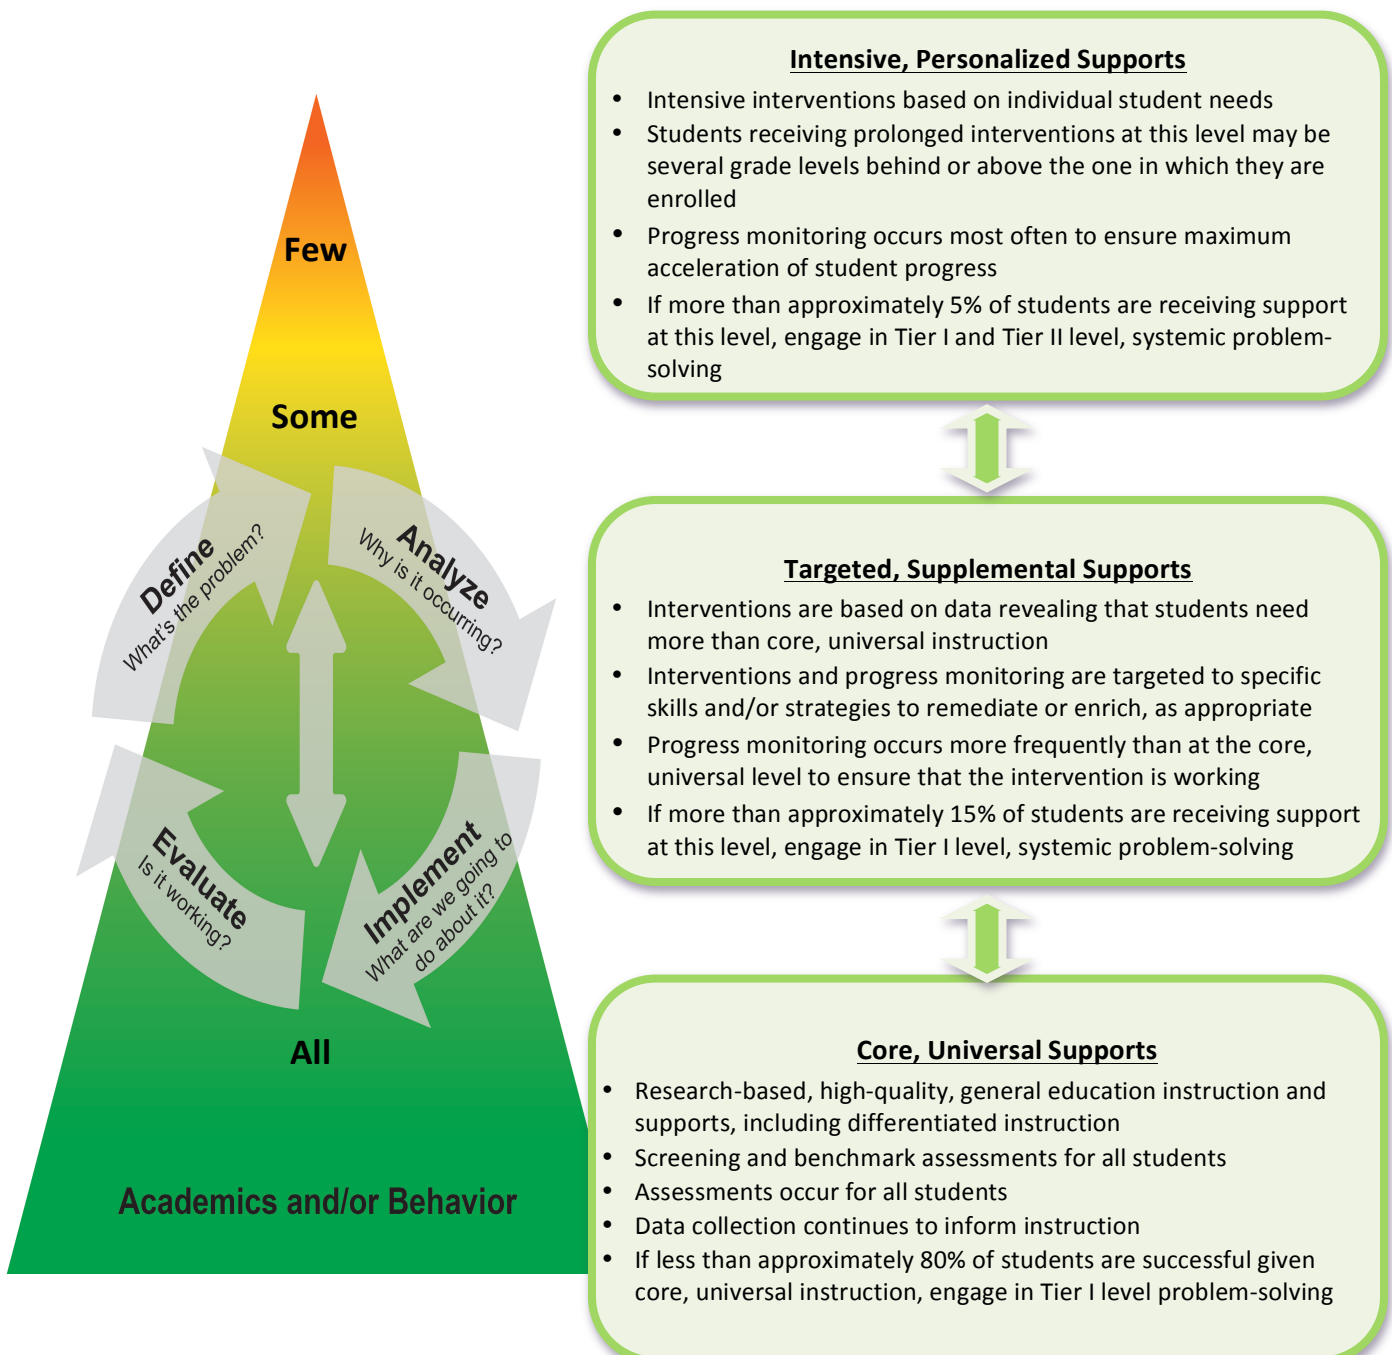 Few
Some
Define
What's the problem?
Analyze
Why is it occurring?
Implement
What are we going to
do about it?
Evaluate
Is it working?
All
Academics and/or Behavior
Intensive, Personalized Supports
• Intensive interventions based on individual student needs
• Students receiving prolonged interventions at this level may be
several grade levels behind or above the one in which they are
enrolled
• Progress monitoring occurs most often to ensure maximum
acceleration of student progress
• If more than approximately 5% of students are receiving support
at this level, engage in Tier I and Tier II level, systemic problem-
solving
Targeted, Supplemental Supports
• Interventions are based on data revealing that students need
more than core, universal instruction
• Interventions and progress monitoring are targeted to specific
skills and/or strategies to remediate or enrich, as appropriate
• Progress monitoring occurs more frequently than at the core,
universal level to ensure that the intervention is working
• If more than approximately 15% of students are receiving support
at this level, engage in Tier I level, systemic problem-solving
Core, Universal Supports
• Research-based, high-quality, general education instruction and
supports, including differentiated instruction
• Screening and benchmark assessments for all students
• Assessments occur for all students
• Data collection continues to inform instruction
• If less than approximately 80% of students are successful given
core, universal instruction, engage in Tier I level problem-solving